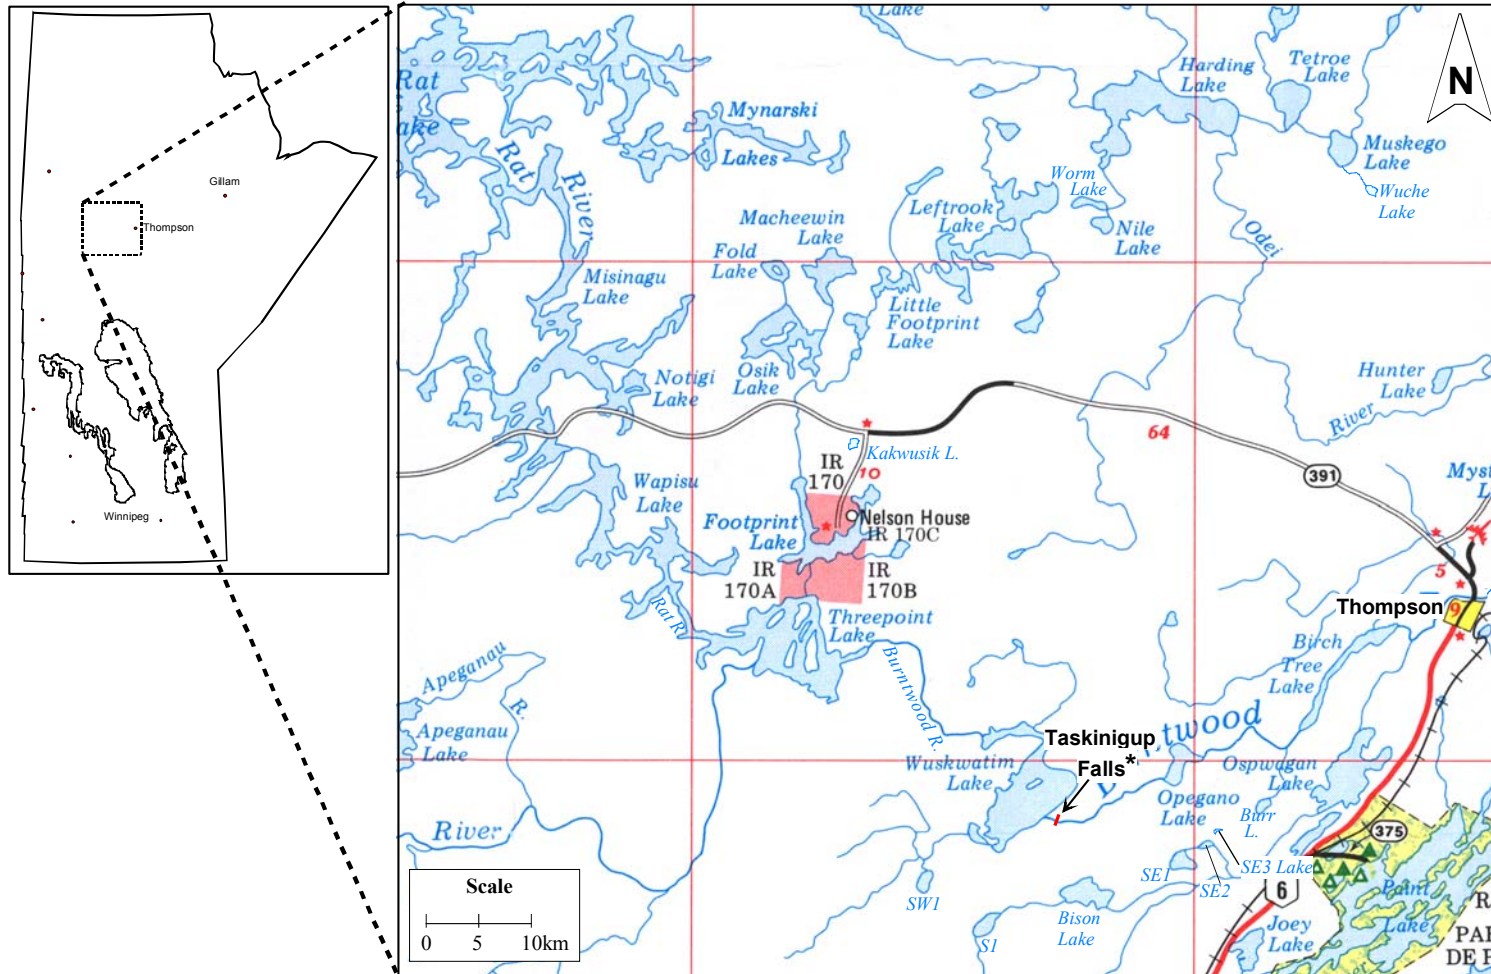 Gillam
Thompson
Winnipeg
Lake
Rat
ake
Rat
River
Mynarski
Lakes
Harding
Lake
Tetroe
Lake
N
Muskego
Lake
Wuche
Lake
Worm
Lake
Leftrook
Lake
Nile
Lake
Odei
Macheewin
Lake
Fold
Lake
Misinagu
Lake
Little
Footprint
Lake
Osik
Lake
Notigi
Lake
Hunter
Lake
River
64
391
Kakwusik L.
10
IR
170
Wapisu
Lake
Footprint
Lake
Nelson House
IR 170C
IR
170A
IR
170B
Myst
L
5
Thompson
9
Rat R.
Threepoint
Lake
Burntwood R.
Birch
Tree
Lake
Apeganau
R.
Apeganau
Lake
Taskinigup
Falls*
ntwood
Wuskwatim
Lake
Opegano
Lake
Ospwagan
Lake
Burr
L.
375
River
SE1
SE2
SE3 Lake
6
Paint
Lake
SW1
S1
Bison
Lake
Joey
Lake
R
PAR
DE P
Scale
0 5 10km